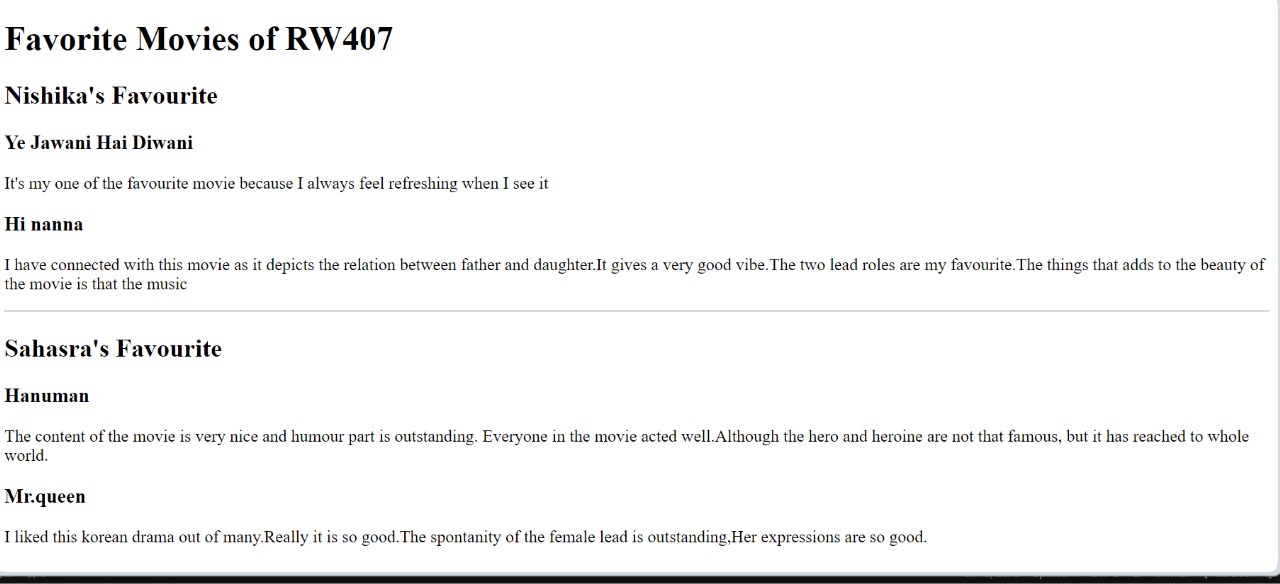 Favorite Movies of RW407
Nishika's Favourite
Ye Jawani Hai Diwani
It's my one of the favourite movie because I always feel refreshing when I see it
Hi nanna
I have connected with this movie as it depicts the relation between father and daughter.It gives a very good vibe.The two lead roles are my favourite.The things that adds to the beauty of
the movie is that the music
Sahasra's Favourite
Hanuman
The content of the movie is very nice and humour part is outstanding. Everyone in the movie acted well.Although the hero and heroine are not that famous, but it has reached to whole
world.
Mr.queen
I liked this korean drama out of many.Really it is so good.The spontanity of the female lead is outstanding,Her expressions are so good.